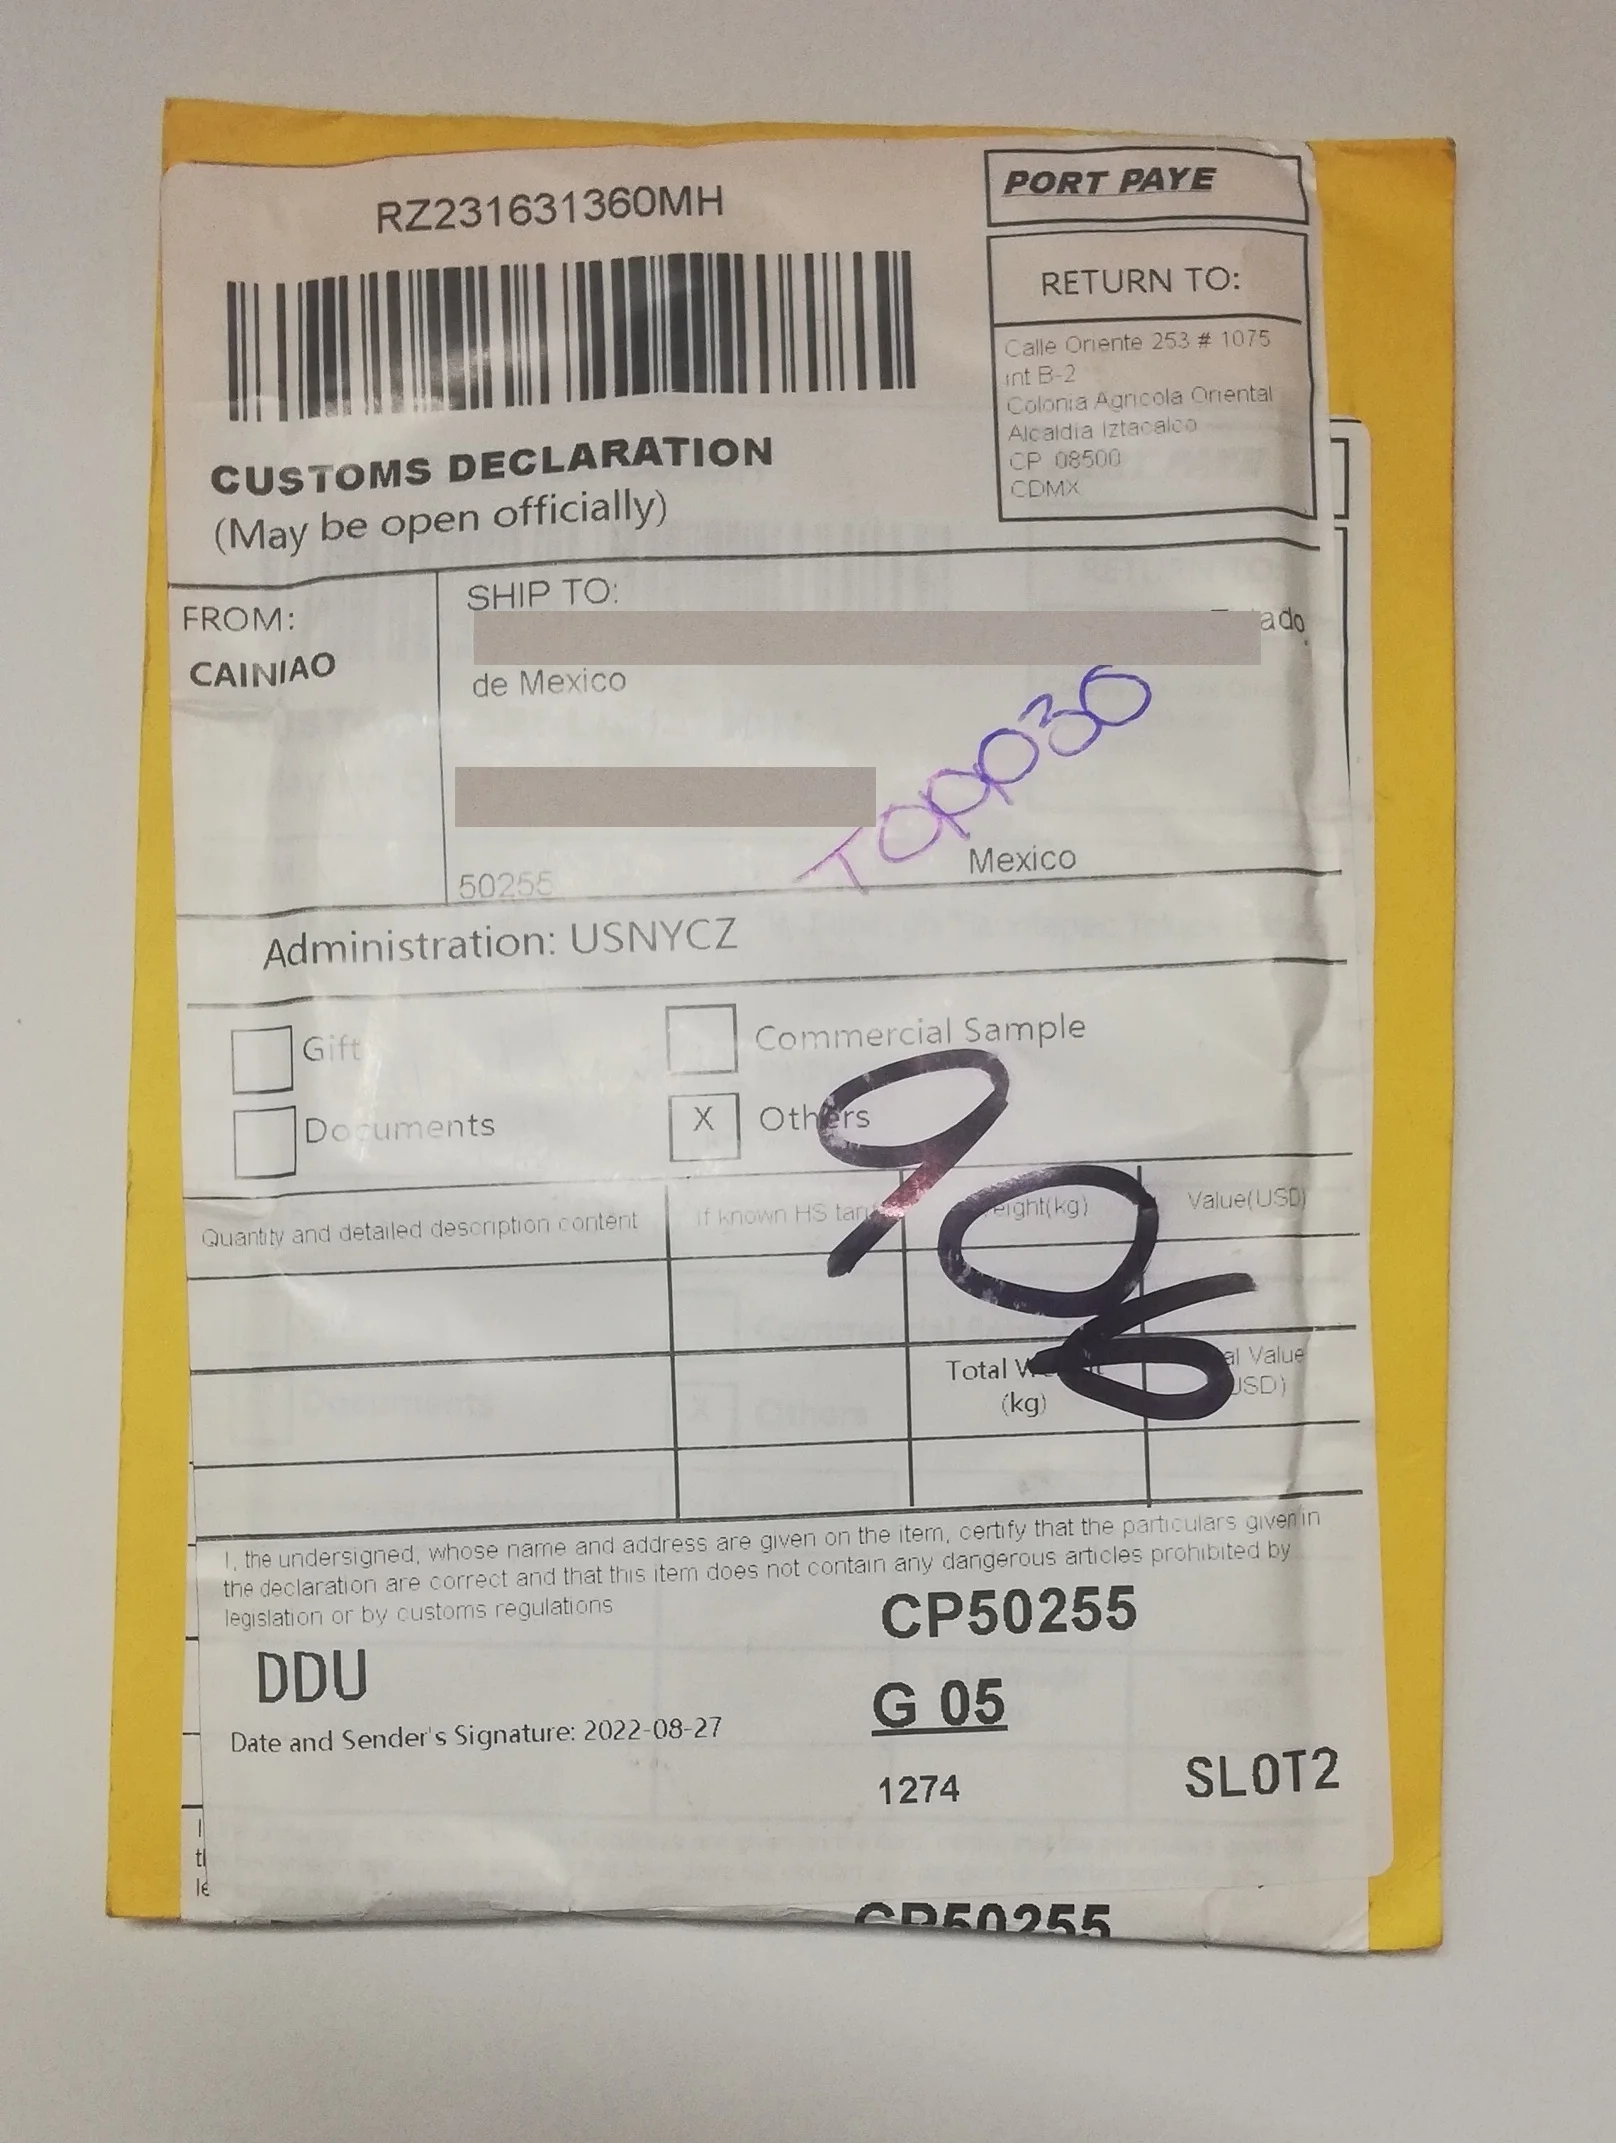 RZ231631360MH
PORT PAYE
RETURN TO:
Calle Oriente 253 # 1075
int B-2
Colonia Agricola Oriental
Alcaldia Iztacalco
CP 08500
CDMX
CUSTOMS DECLARATION
(May be open officially)
FROM:
CAINIAO
SHIP TO:
de Mexico
50255
Mexico
Administration: USNYCZ
Gift
Commercial Sample
Documents
X Others
906
Quantity and detailed description content
If known HS
Value(USD)
Total
(kg)
Value
I, the undersigned, whose name and address are given on the item, certify that the particulars given in
the declaration are correct and that this item does not contain any dangerous articles prohibited by
legislation or by customs regulations
CP50255
DDU
G 05
Date and Sender's Signature: 2022-08-27
1274
SLOT2
CP50255